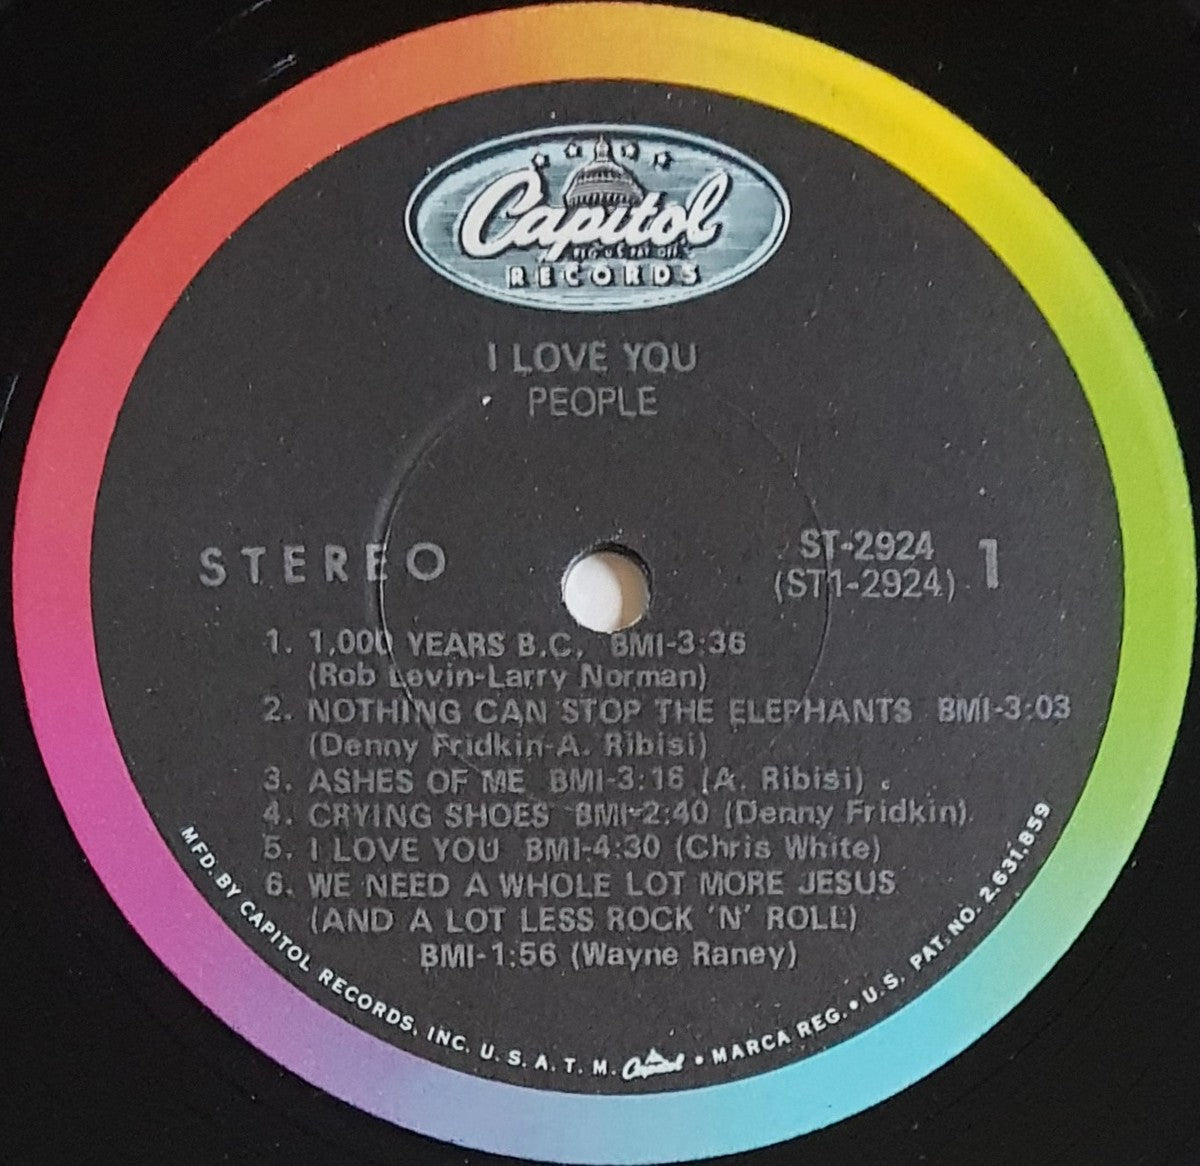 Capitol
REG. U.S. PAT. OFF.
RECORDS
I LOVE YOU
PEOPLE
STEREO
ST-2924
(ST1-2924)
1
1. 1,000 YEARS B.C. BMI-3:36
(Rob Levin-Larry Norman)
2. NOTHING CAN STOP THE ELEPHANTS BMI-3:03
(Denny Fridkin-A. Ribisi)
3. ASHES OF ME BMI-3:16 (A. Ribisi)
4. CRYING SHOES BMI-2:40 (Denny Fridkin)
5. I LOVE YOU BMI-4:30 (Chris White)
6. WE NEED A WHOLE LOT MORE JESUS
(AND A LOT LESS ROCK 'N' ROLL)
BMI-1:56 (Wayne Raney)
MFD. BY CAPITOL RECORDS, INC. U. S. A. T. M. Capitol • MARCA REG. • U.S. PAT. NO. 2,631,859